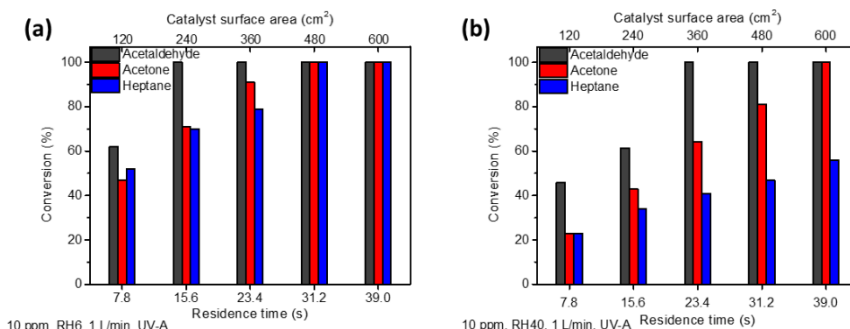 (a)
Catalyst surface area (cm²)
120 240 360 480 600
Acetaldehyde
Acetone
Heptane
Conversion (%)
100
80
60
40
20
0
7.8 15.6 23.4 31.2 39.0
Residence time (s)
10 ppm, RH6, 1 L/min, UV-A
(b)
Catalyst surface area (cm²)
120 240 360 480 600
Acetaldehyde
Acetone
Heptane
Conversion (%)
100
80
60
40
20
0
7.8 15.6 23.4 31.2 39.0
Residence time (s)
10 ppm, RH40, 1 L/min, UV-A